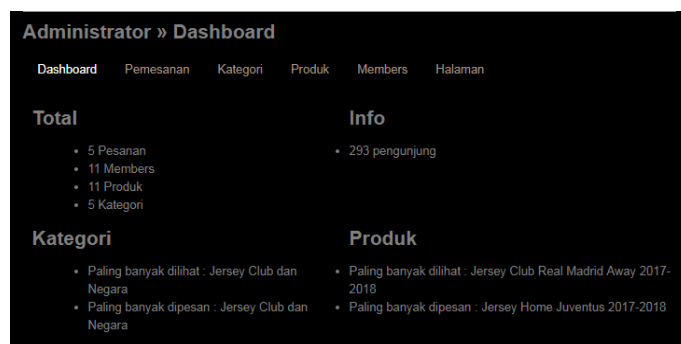 Administrator » Dashboard
Dashboard Pemesanan Kategori Produk Members Halaman
Total
5 Pesanan
11 Members
11 Produk
5 Kategori
Info
293 pengunjung
Kategori
Paling banyak dilihat : Jersey Club dan
Negara
Paling banyak dipesan : Jersey Club dan
Negara
Produk
Paling banyak dilihat : Jersey Club Real Madrid Away 2017-
2018
Paling banyak dipesan : Jersey Home Juventus 2017-2018